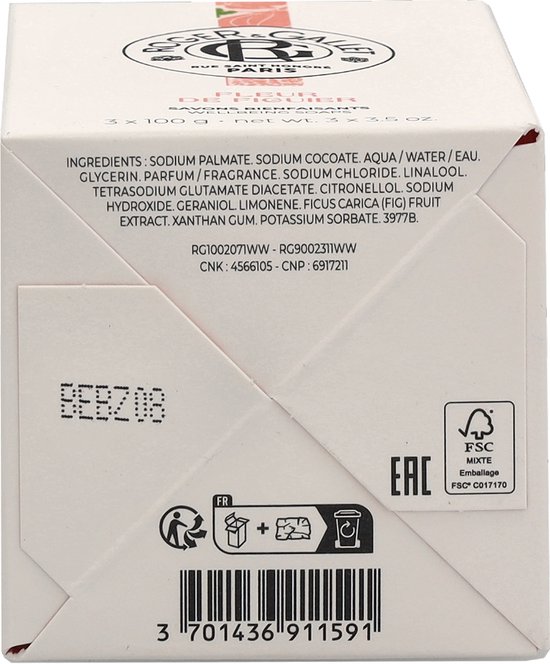 ROGER & GALLET
RG
RUE SAINT HONORÉ
PARIS
FLEUR
DE FIGUIER
SAVONS BIENFAISANTS
WELLBEING SOAPS
3 x 100 g - net wt. 3 x 3.5 oz.
INGREDIENTS : SODIUM PALMATE. SODIUM COCOATE. AQUA / WATER / EAU.
GLYCERIN. PARFUM / FRAGRANCE. SODIUM CHLORIDE. LINALOOL.
TETRASODIUM GLUTAMATE DIACETATE. CITRONELLOL. SODIUM
HYDROXIDE. GERANIOL. LIMONENE. FICUS CARICA (FIG) FRUIT
EXTRACT. XANTHAN GUM. POTASSIUM SORBATE. 3977B.
RG1002071WW - RG9002311WW
CNK : 4566105 - CNP : 6917211
BEBZ08
EAC
FSC
MIXTE
Emballage
FSC® C017170
FR
+
3 701436 911591